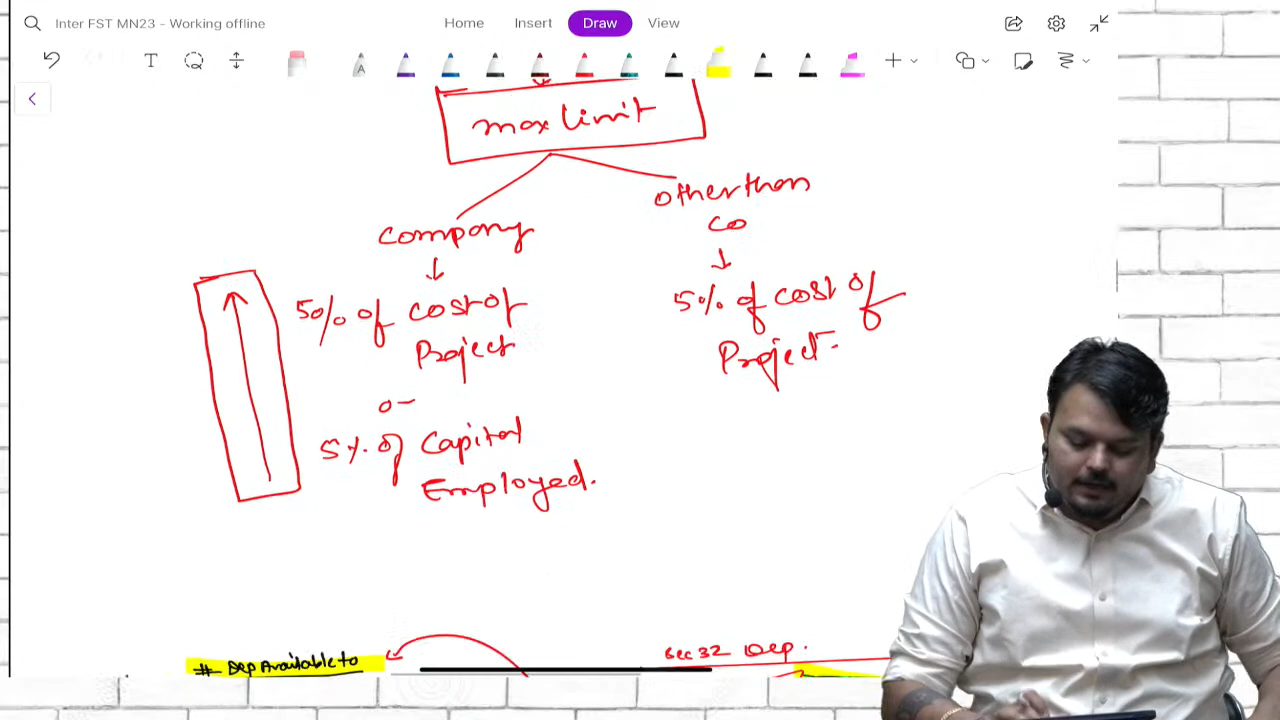 Inter FST MN23 - Working offline
Home
Insert
Draw
View
T
A
max limit
company
other than
co
5% of cost of
Project
or
5% of Capital
Employed.
5% of cost of
Project.
# Dep Available to
Sec 32 Dep.